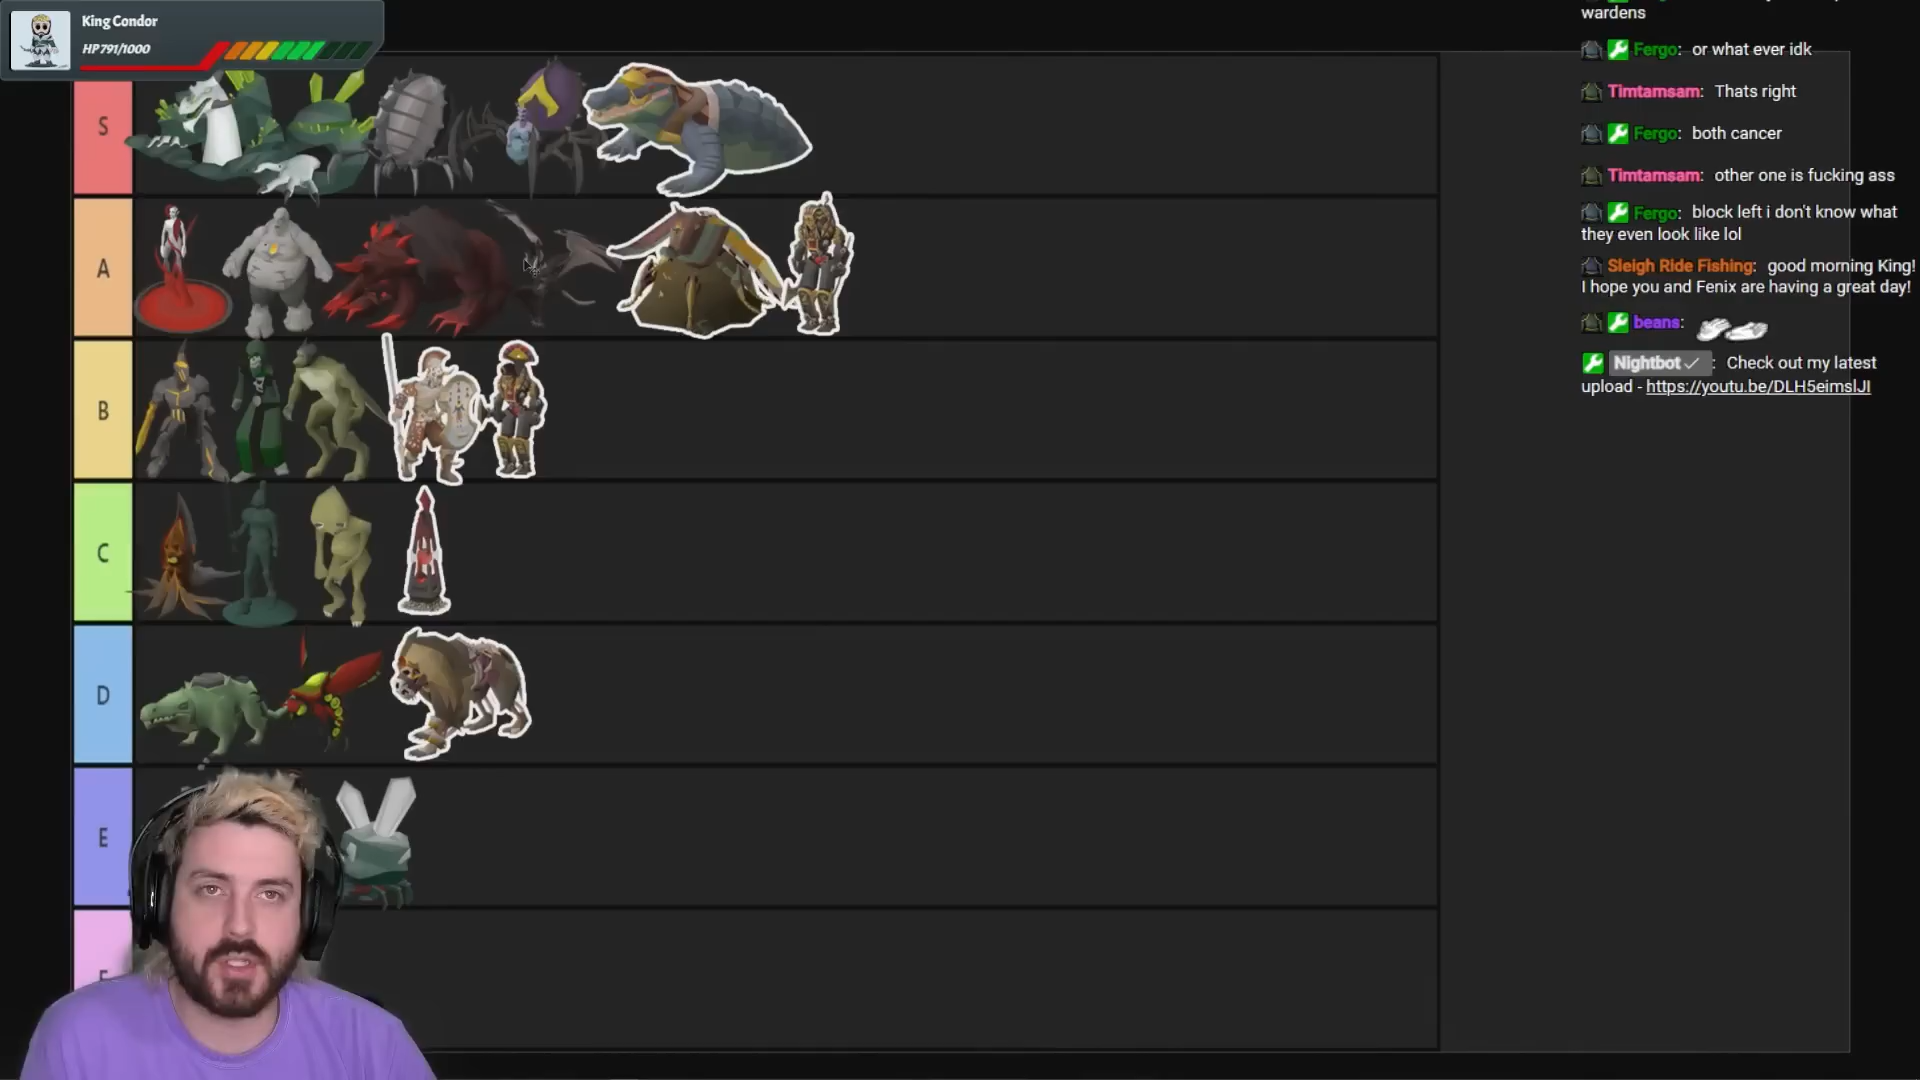 King Condor
HP 791/1000
S
A
B
C
D
E
wardens
Fergo: or what ever idk
Timtamsam: Thats right
Fergo: both cancer
Timtamsam: other one is fucking ass
Fergo: block left i don't know what
they even look like lol
Sleigh Ride Fishing: good morning King!
I hope you and Fenix are having a great day!
beans:
Nightbot : Check out my latest
upload - https://youtu.be/DLH5eimslJI